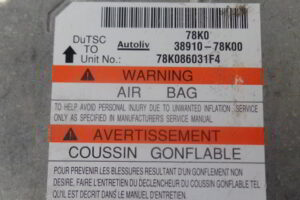 78K0
DuTSC Autoliv 38910-78K00
TO
Unit No.: 78K086031F4
WARNING
AIR BAG
TO HELP AVOID PERSONAL INJURY DUE TO UNWANTED INFLATION, SERVICE
ONLY AS SPECIFIED IN MANUFACTURER'S SERVICE MANUAL.
AVERTISSEMENT
COUSSIN GONFLABLE
POUR PREVENIR LES BLESSURES RESULTANT D'UN GONFLEMENT NON
DESIRE, FAIRE L'ENTRETIEN DU DECLENCHEUR DU COUSSIN GONFLABLE TEL
QU'IL EST DECRIT DANS LE MANUEL D'ENTRETIEN.